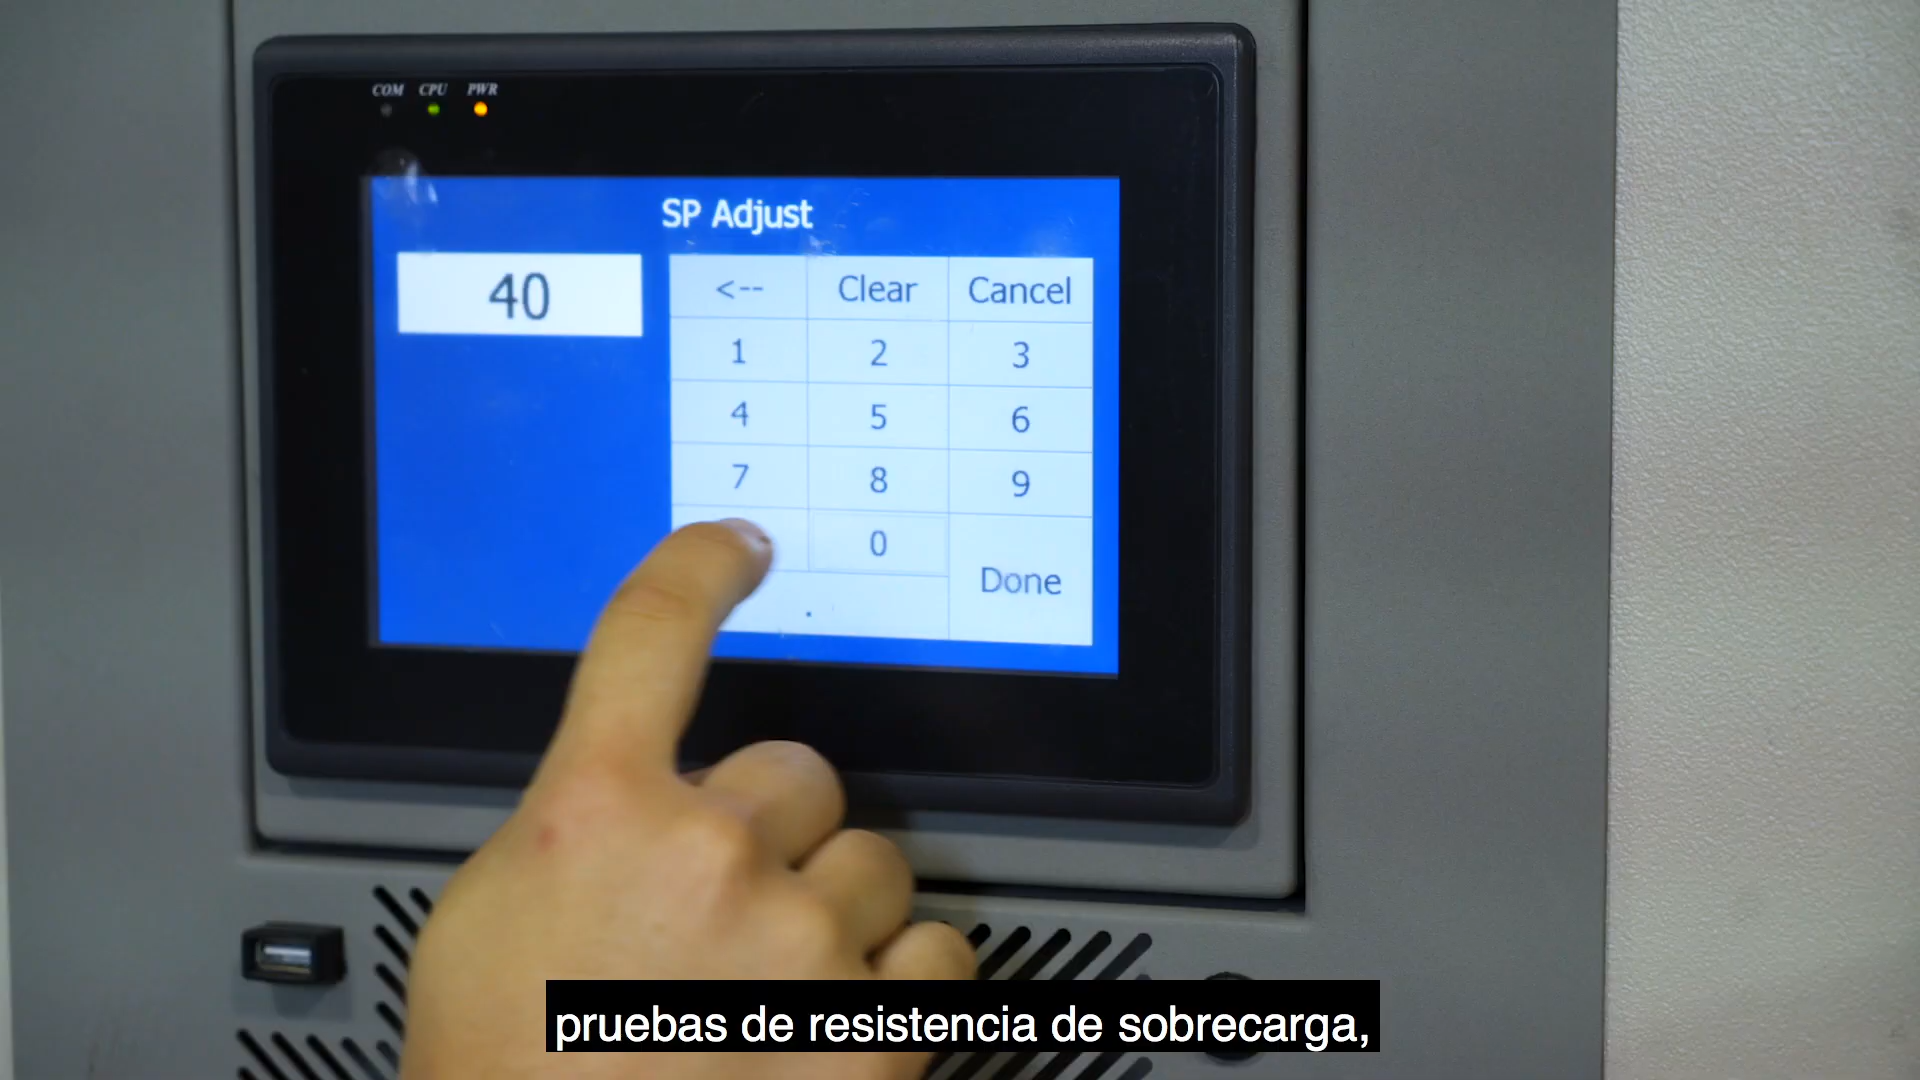 COM CPU PWR
SP Adjust
40
<-- Clear Cancel
1 2 3
4 5 6
7 8 9
0
Done
.
pruebas de resistencia de sobrecarga,